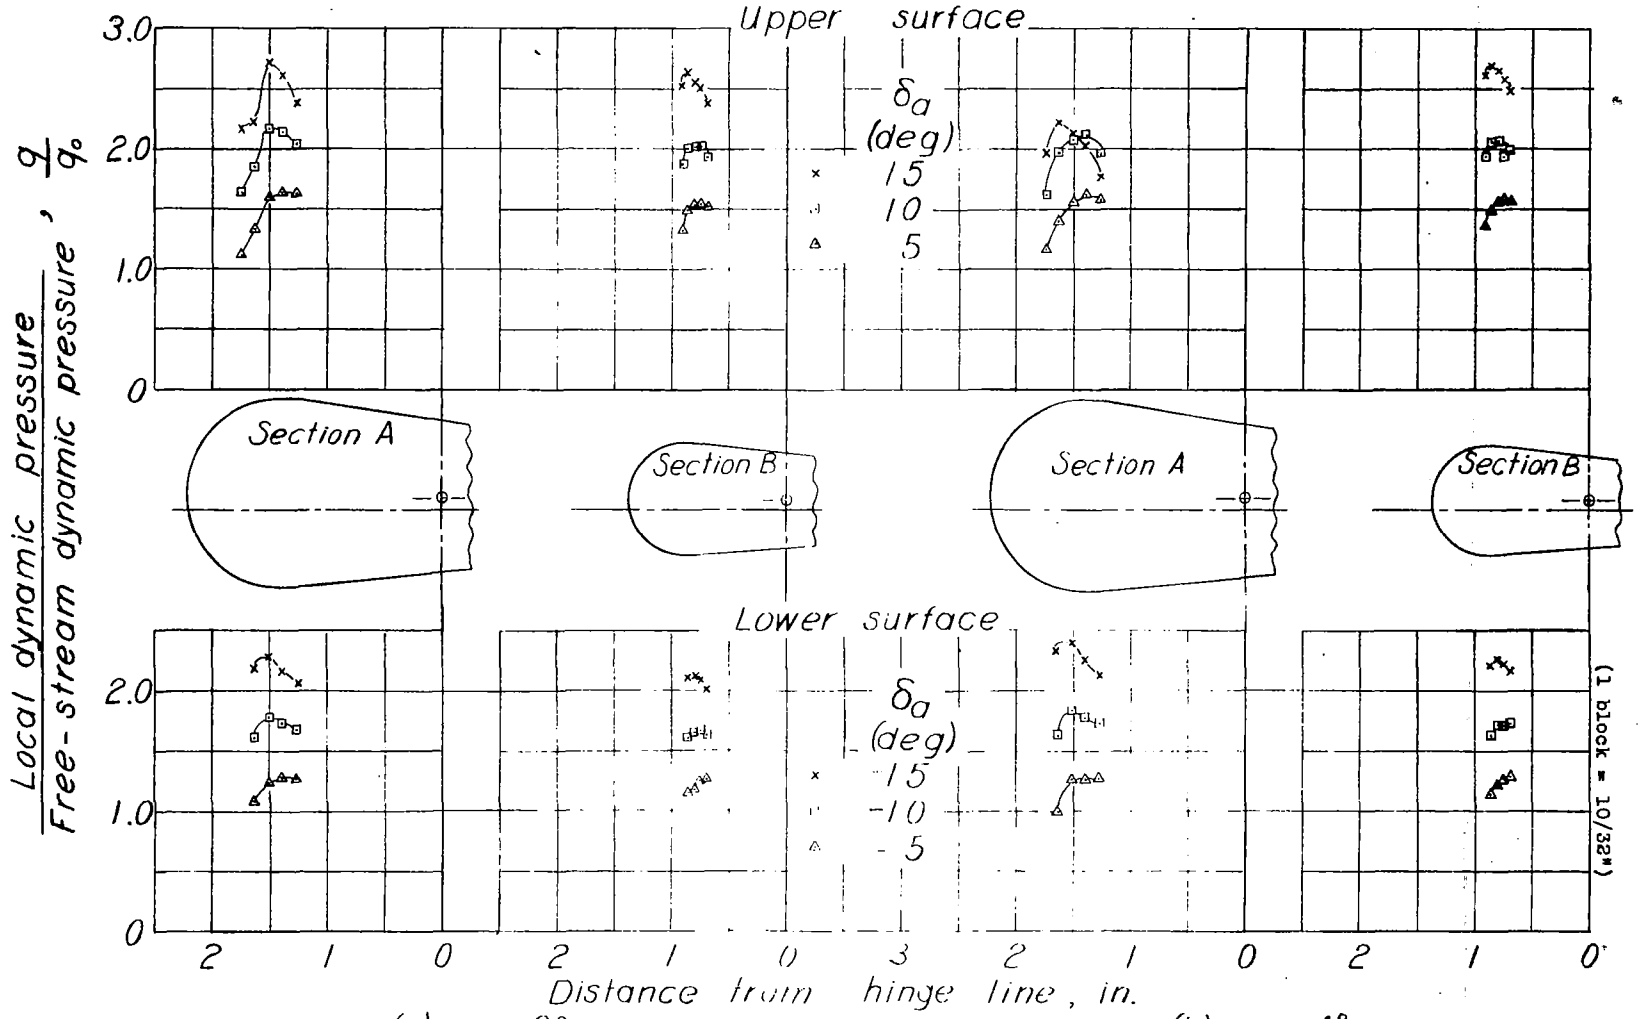 Upper surface
3.0
2.0
1.0
0
Local dynamic pressure
Free-stream dynamic pressure , q/q₀
δa
(deg)
x 15
10
△ 5
Section A
Section B
Section A
Section B
Lower surface
2.0
1.0
0
δa
(deg)
x -15
-10
△ -5
(1 block = 10/32")
2 1 0 2 1 0 3 2 1 0 2 1 0
Distance from hinge line, in.